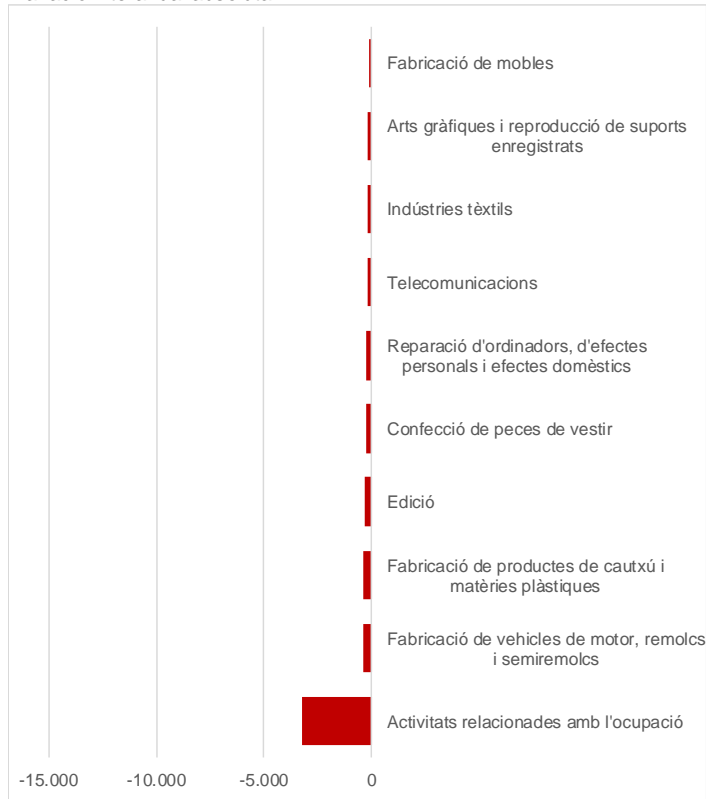 Fabricació de mobles
Arts gràfiques i reproducció de suports
enregistrats
Indústries tèxtils
Telecomunicacions
Reparació d'ordinadors, d'efectes
personals i efectes domèstics
Confecció de peces de vestir
Edició
Fabricació de productes de cautxú i
matèries plàstiques
Fabricació de vehicles de motor, remolcs
i semiremolcs
Activitats relacionades amb l'ocupació
-15.000 -10.000 -5.000 0